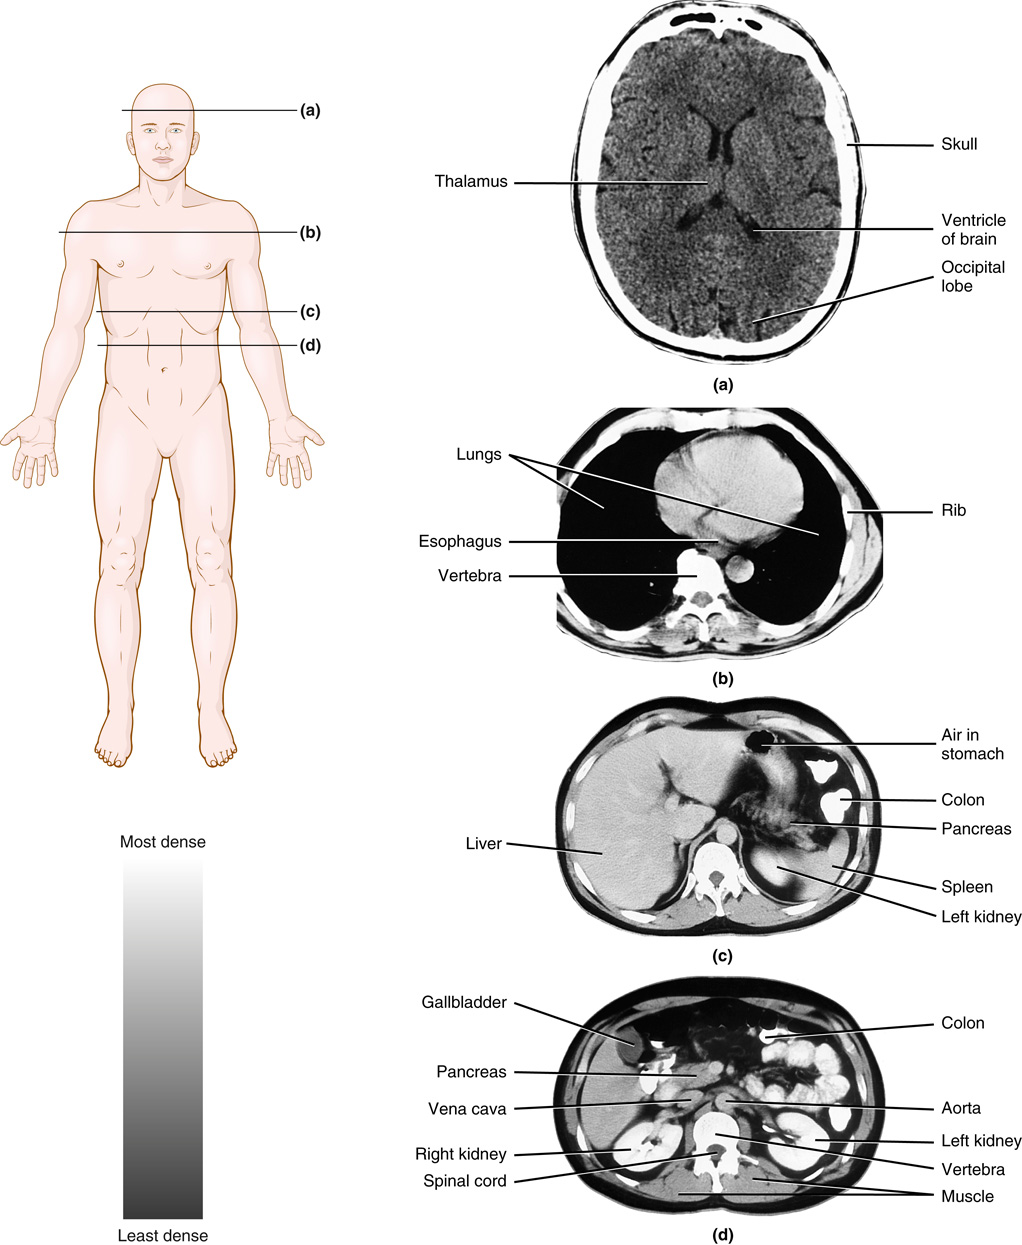 (a)
(b)
(c)
(d)
Most dense
Least dense
Thalamus
Skull
Ventricle
of brain
Occipital
lobe
(a)
Lungs
Esophagus
Vertebra
Rib
(b)
Liver
Air in
stomach
Colon
Pancreas
Spleen
Left kidney
(c)
Gallbladder
Pancreas
Vena cava
Right kidney
Spinal cord
Colon
Aorta
Left kidney
Vertebra
Muscle
(d)